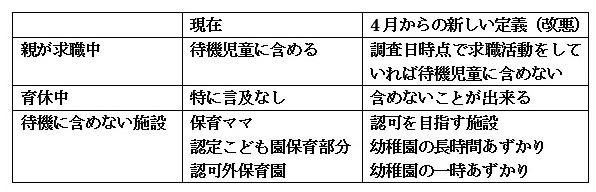 現在
４月からの新しい定義（改悪）
親が求職中
待機児童に含める
調査日時点で求職活動をして
いれば待機児童に含めない
育休中
特に言及なし
含めないことが出来る
待機に含めない施設
保育ママ
認定こども園保育部分
認可外保育園
認可を目指す施設
幼稚園の長時間あずかり
幼稚園の一時あずかり